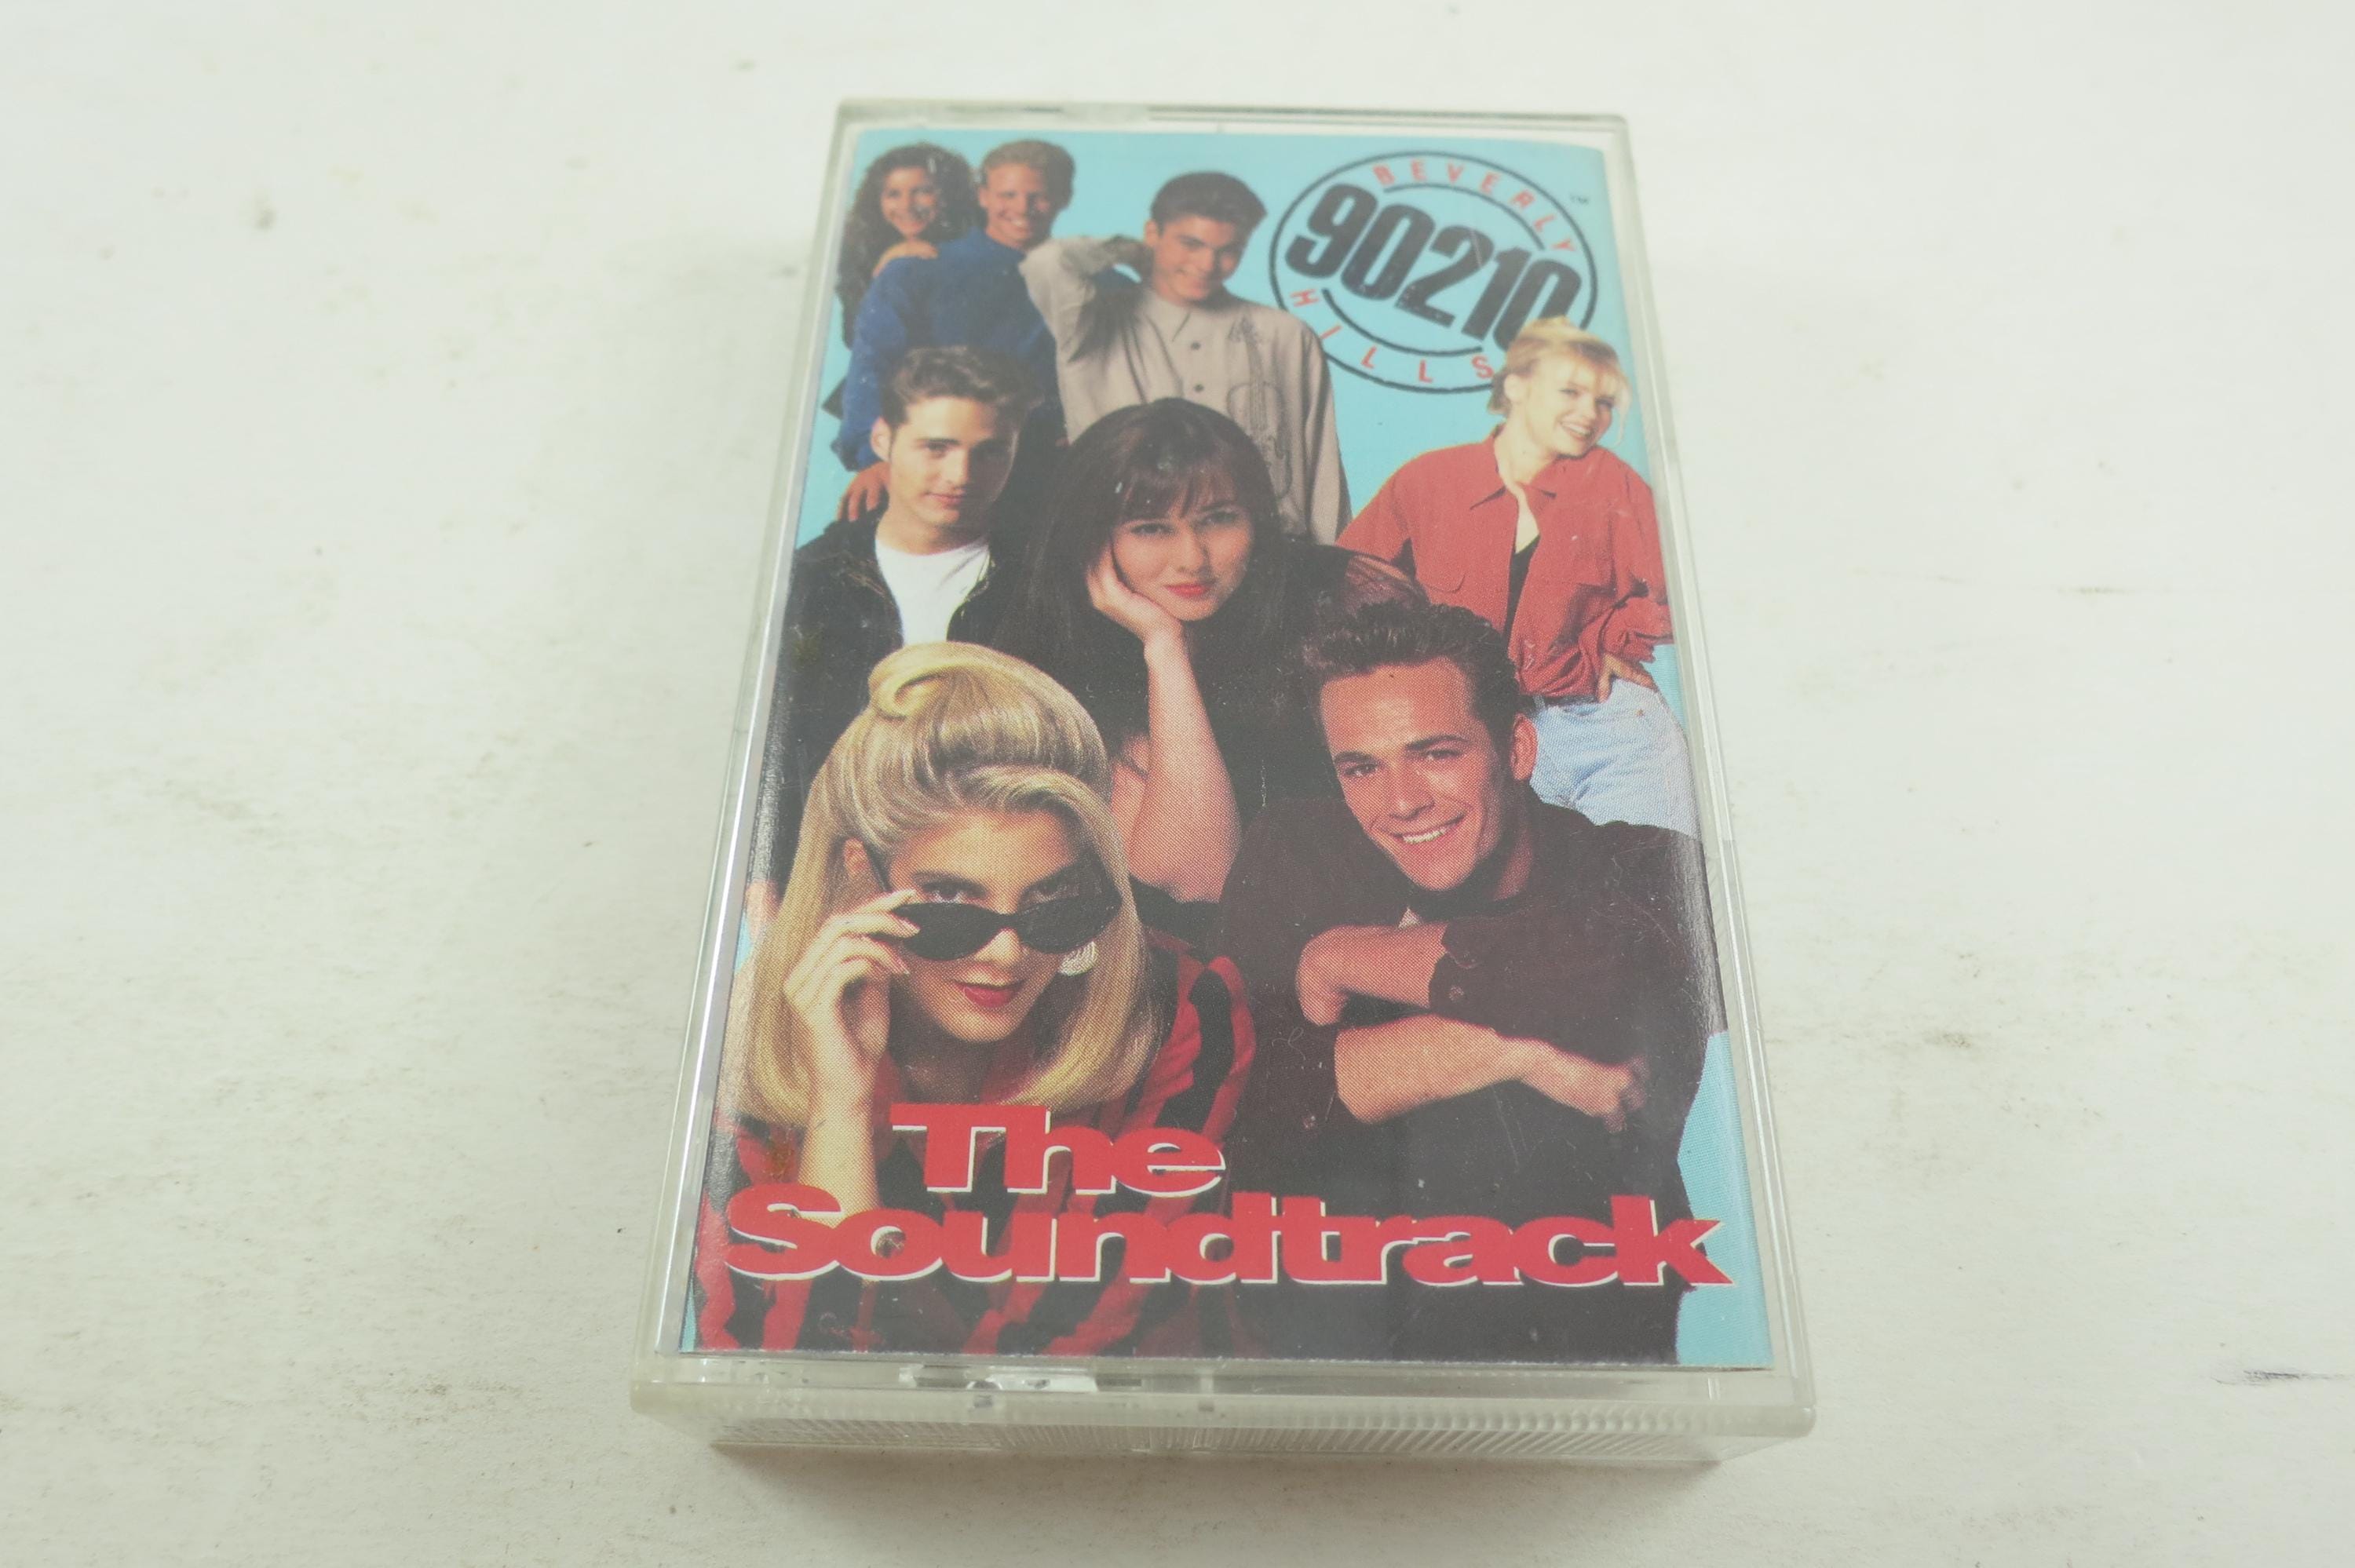 BEVERLY
90210
HILLS
™
The
Soundtrack